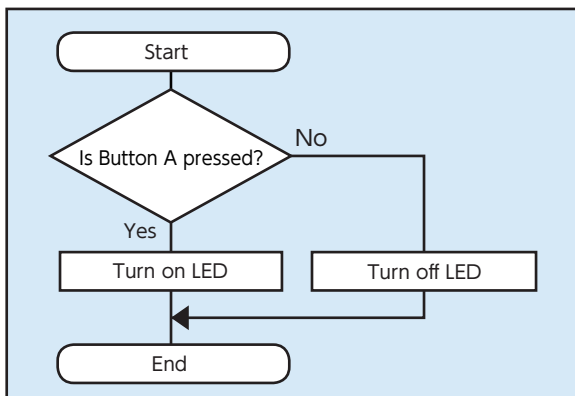 Start
Is Button A pressed?
No
Yes
Turn on LED
Turn off LED
End